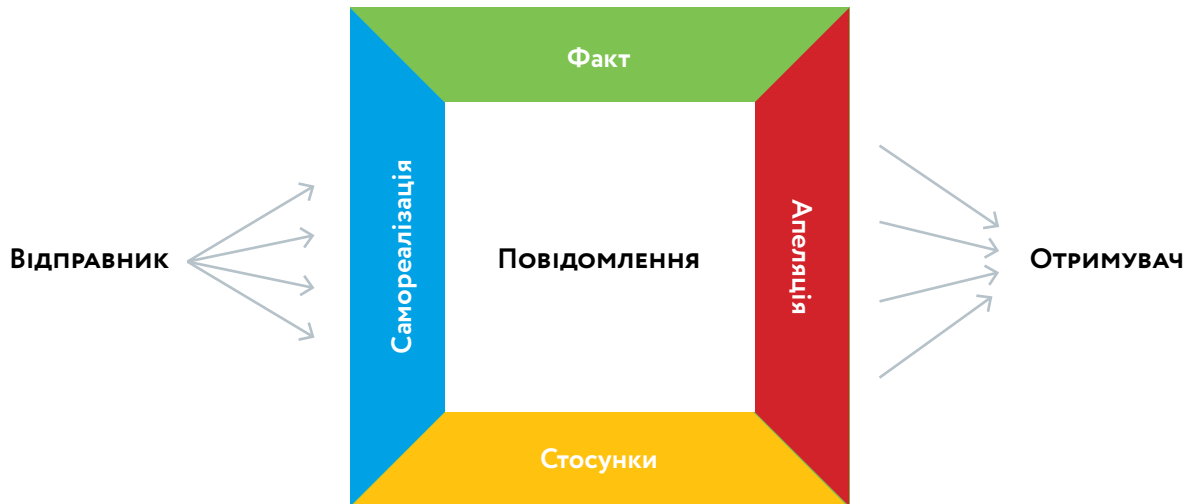 Факт
Відправник
Самореалізація
Повідомлення
Апеляція
Отримувач
Стосунки